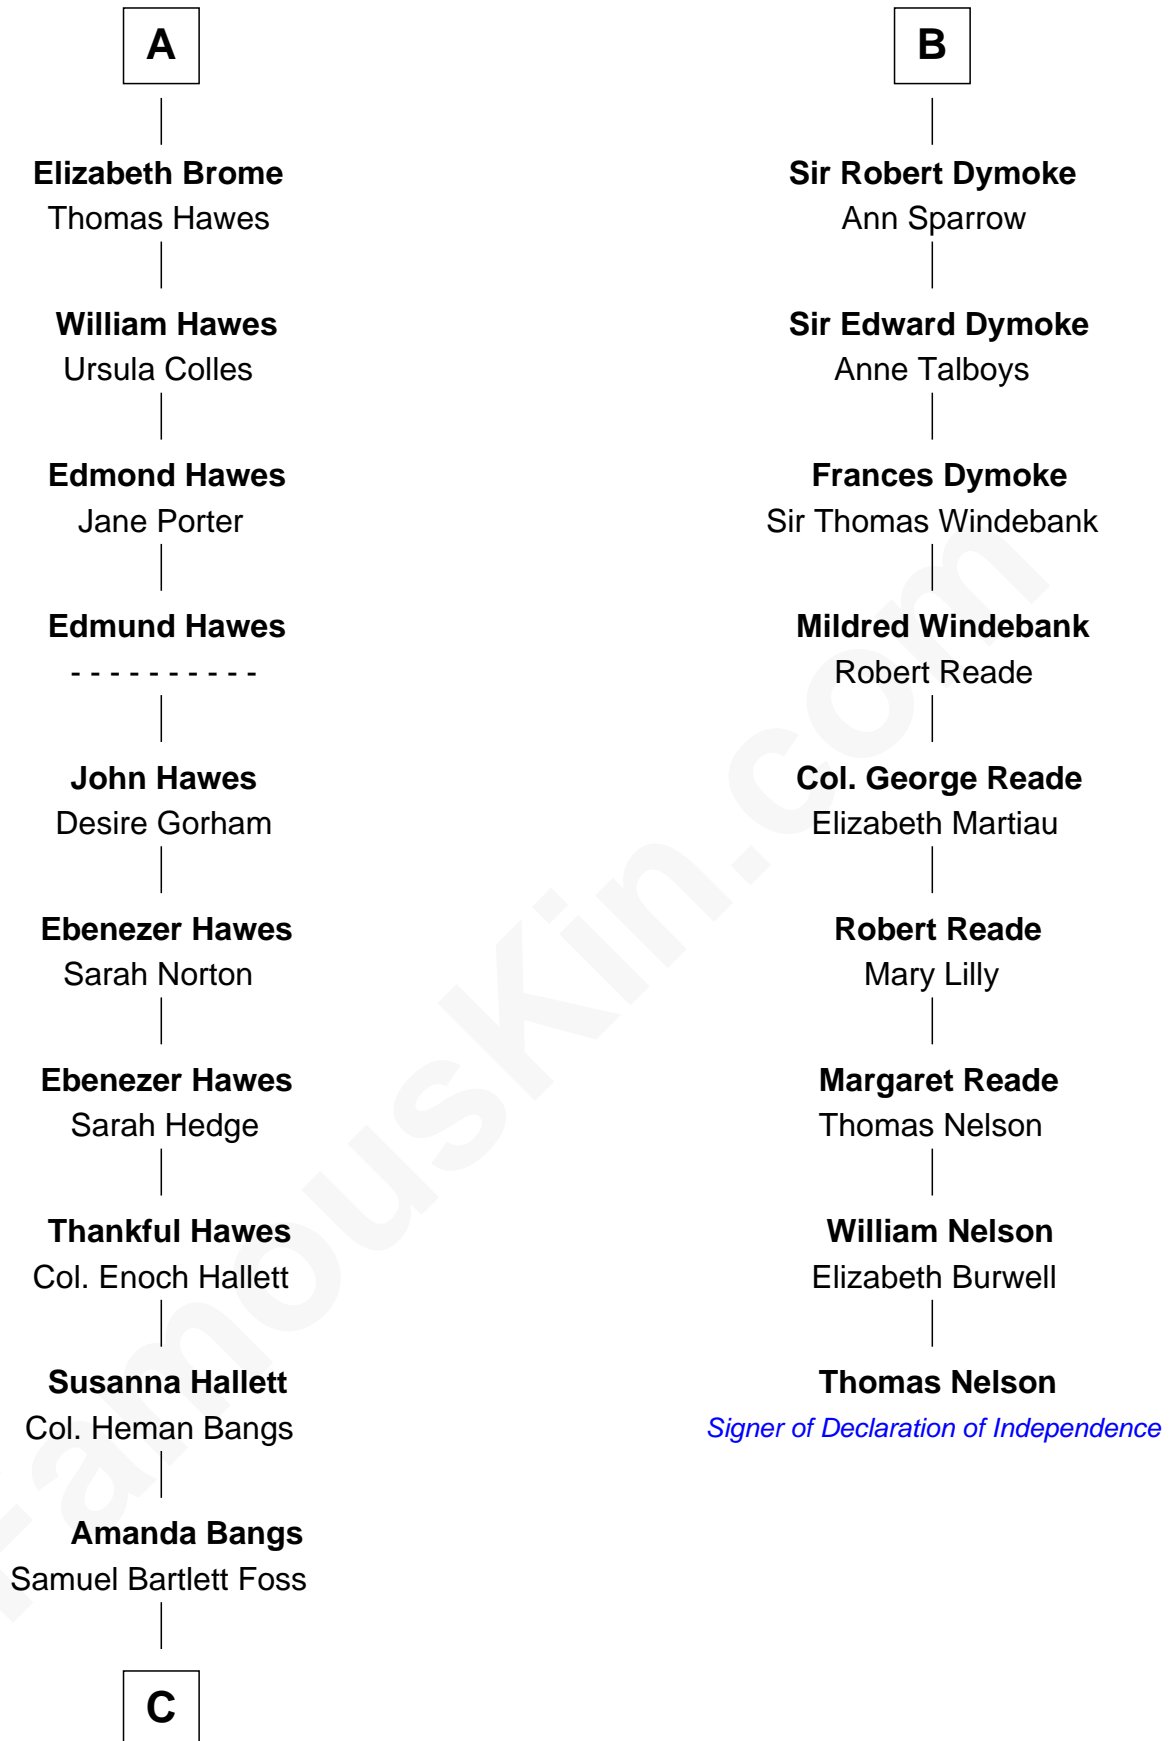 A
Elizabeth Brome
Thomas Hawes
William Hawes
Ursula Colles
Edmond Hawes
Jane Porter
Edmund Hawes
- - - - - - - - - -
John Hawes
Desire Gorham
Ebenezer Hawes
Sarah Norton
Ebenezer Hawes
Sarah Hedge
Thankful Hawes
Col. Enoch Hallett
Susanna Hallett
Col. Heman Bangs
Amanda Bangs
Samuel Bartlett Foss
C
B
Sir Robert Dymoke
Ann Sparrow
Sir Edward Dymoke
Anne Talboys
Frances Dymoke
Sir Thomas Windebank
Mildred Windebank
Robert Reade
Col. George Reade
Elizabeth Martiau
Robert Reade
Mary Lilly
Margaret Reade
Thomas Nelson
William Nelson
Elizabeth Burwell
Thomas Nelson
Signer of Declaration of Independence
FamousKin.com